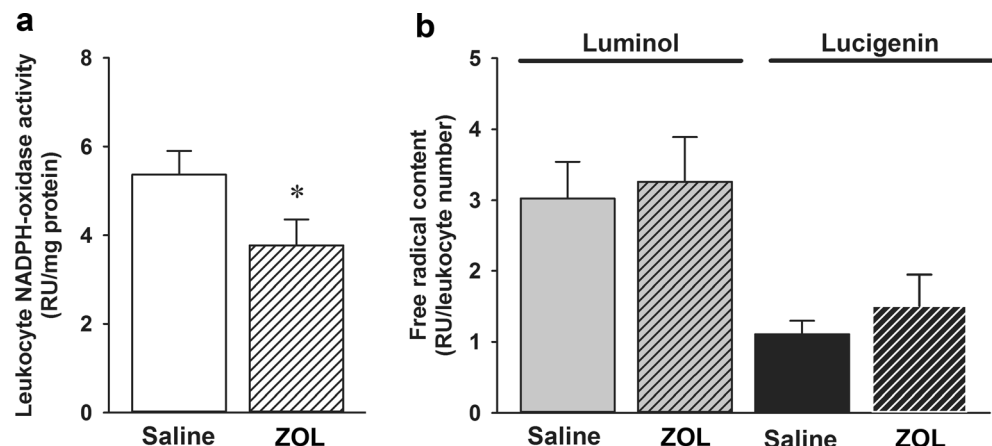 a
Leukocyte NADPH-oxidase activity
(RU/mg protein)
8
6
4
2
0
*
Saline
ZOL
b
Luminol
Lucigenin
Free radical content
(RU/leukocyte number)
5
4
3
2
1
0
Saline
ZOL
Saline
ZOL